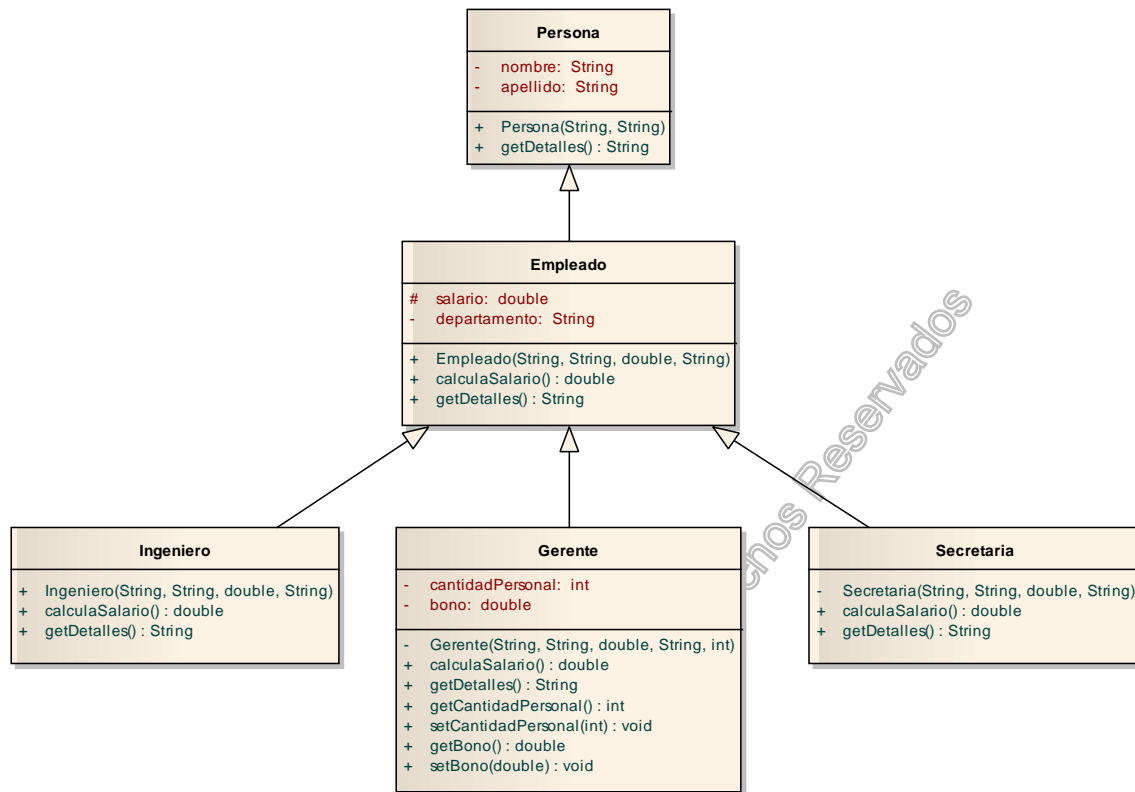 Persona
- nombre: String
- apellido: String
+ Persona(String, String)
+ getDetalles() : String
Empleado
# salario: double
- departamento: String
+ Empleado(String, String, double, String)
+ calculaSalario() : double
+ getDetalles() : String
Ingeniero
+ Ingeniero(String, String, double, String)
+ calculaSalario() : double
+ getDetalles() : String
Gerente
- cantidadPersonal: int
- bono: double
- Gerente(String, String, double, String, int)
+ calculaSalario() : double
+ getDetalles() : String
+ getCantidadPersonal() : int
+ setCantidadPersonal(int) : void
+ getBono() : double
+ setBono(double) : void
Secretaria
- Secretaria(String, String, double, String)
+ calculaSalario() : double
+ getDetalles() : String
Reservados